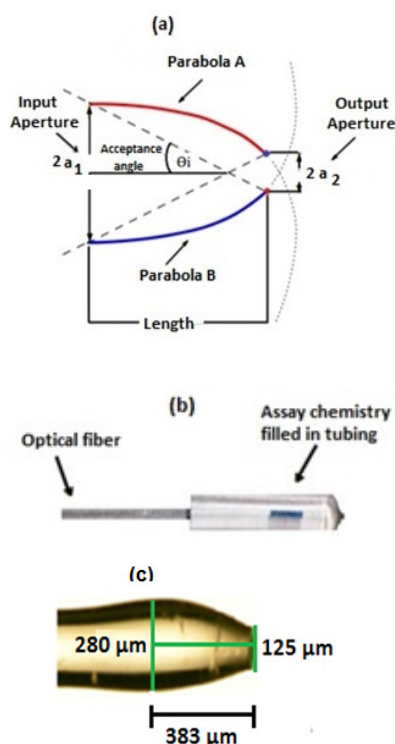 (a)
Parabola A
Input
Aperture
Output
Aperture
Acceptance
angle
Θi
2 a1
2 a2
Parabola B
Length
(b)
Optical fiber
Assay chemistry
filled in tubing
(c)
280 µm
125 µm
383 µm